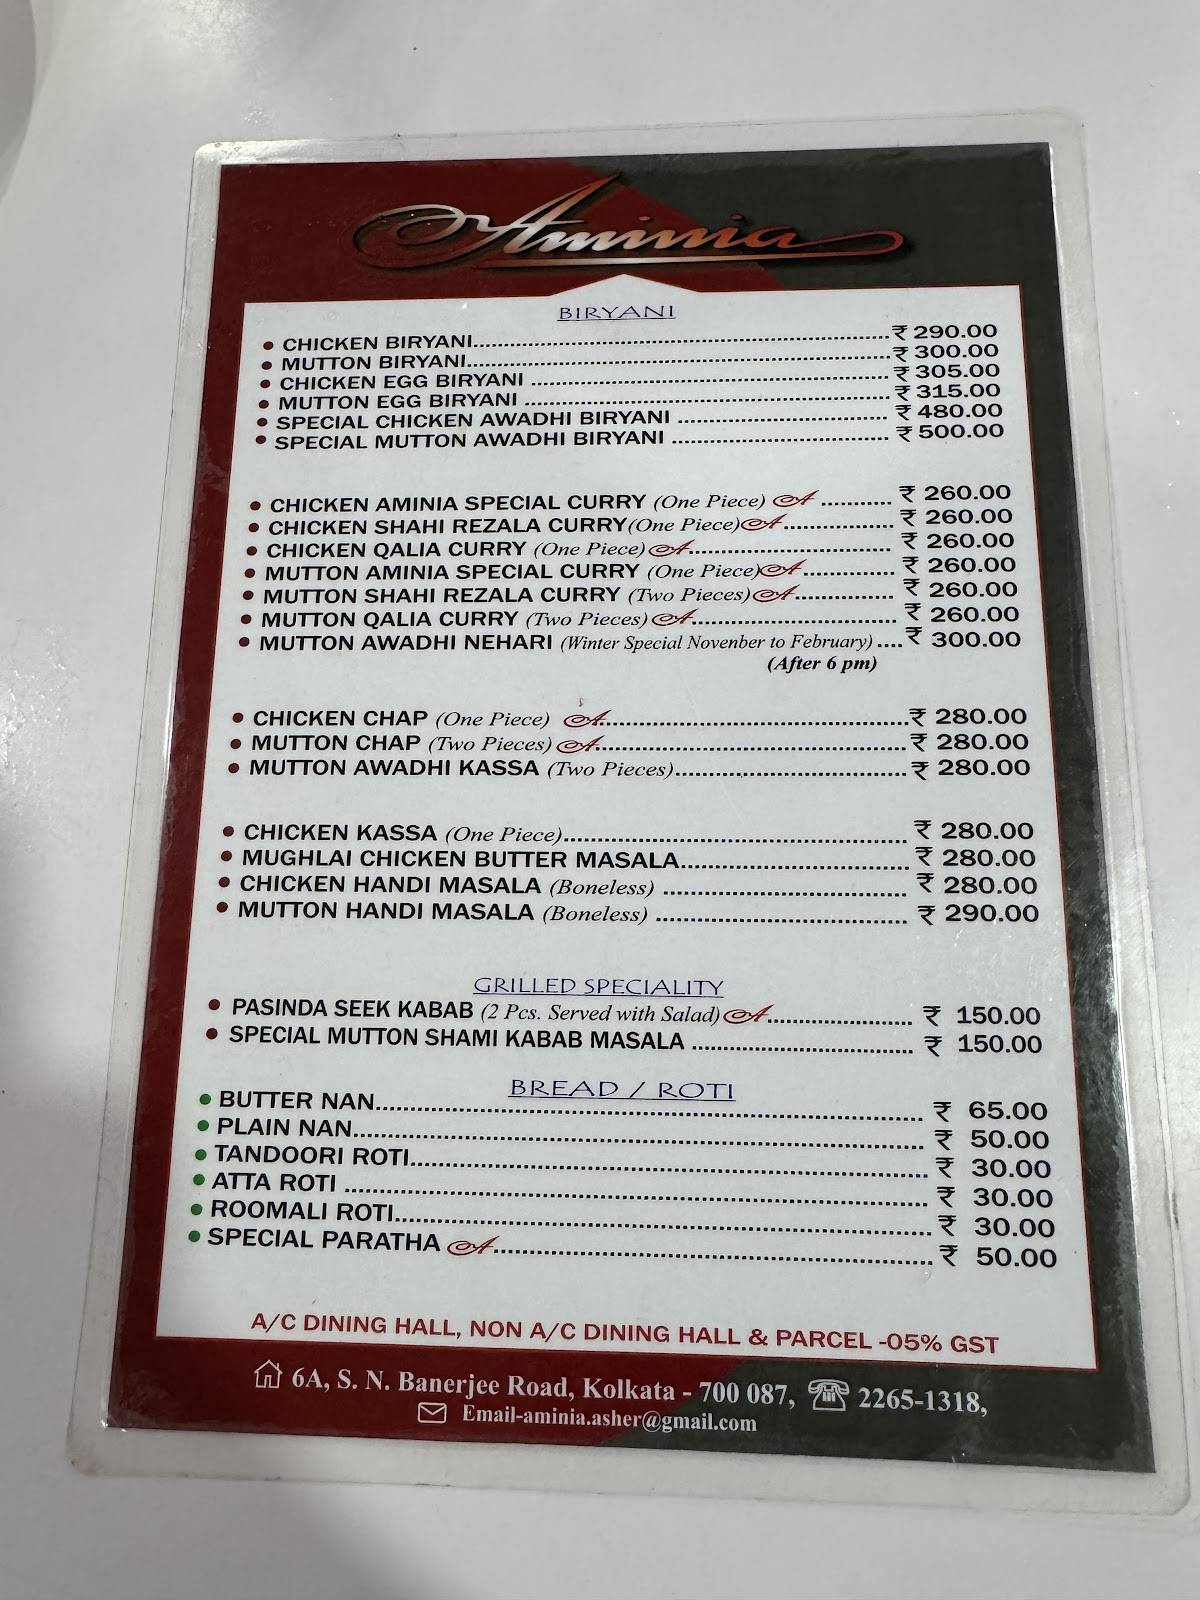 Aminia
BIRYANI
• CHICKEN BIRYANI........................................₹ 290.00
• MUTTON BIRYANI........................................₹ 300.00
• CHICKEN EGG BIRYANI ........................................₹ 305.00
• MUTTON EGG BIRYANI ........................................₹ 315.00
• SPECIAL CHICKEN AWADHI BIRYANI ........................................₹ 480.00
• SPECIAL MUTTON AWADHI BIRYANI ........................................₹ 500.00
• CHICKEN AMINIA SPECIAL CURRY (One Piece) A ..........₹ 260.00
• CHICKEN SHAHI REZALA CURRY(One Piece) A................₹ 260.00
• CHICKEN QALIA CURRY (One Piece) A..............................₹ 260.00
• MUTTON AMINIA SPECIAL CURRY (One Piece) A.............₹ 260.00
• MUTTON SHAHI REZALA CURRY (Two Pieces) A..............₹ 260.00
• MUTTON QALIA CURRY (Two Pieces) A..............................₹ 260.00
• MUTTON AWADHI NEHARI (Winter Special Novenber to February) ....₹ 300.00
(After 6 pm)
• CHICKEN CHAP (One Piece) A........................................₹ 280.00
• MUTTON CHAP (Two Pieces) A........................................₹ 280.00
• MUTTON AWADHI KASSA (Two Pieces)..............................₹ 280.00
• CHICKEN KASSA (One Piece)........................................₹ 280.00
• MUGHLAI CHICKEN BUTTER MASALA..............................₹ 280.00
• CHICKEN HANDI MASALA (Boneless) ..............................₹ 280.00
• MUTTON HANDI MASALA (Boneless) ..............................₹ 290.00
GRILLED SPECIALITY
• PASINDA SEEK KABAB (2 Pcs. Served with Salad) A....................₹ 150.00
• SPECIAL MUTTON SHAMI KABAB MASALA ..............................₹ 150.00
BREAD / ROTI
• BUTTER NAN........................................₹ 65.00
• PLAIN NAN........................................₹ 50.00
• TANDOORI ROTI........................................₹ 30.00
• ATTA ROTI ........................................₹ 30.00
• ROOMALI ROTI........................................₹ 30.00
• SPECIAL PARATHA A........................................₹ 50.00
A/C DINING HALL, NON A/C DINING HALL & PARCEL -05% GST
6A, S. N. Banerjee Road, Kolkata - 700 087, ☎ 2265-1318,
Email-aminia.asher@gmail.com